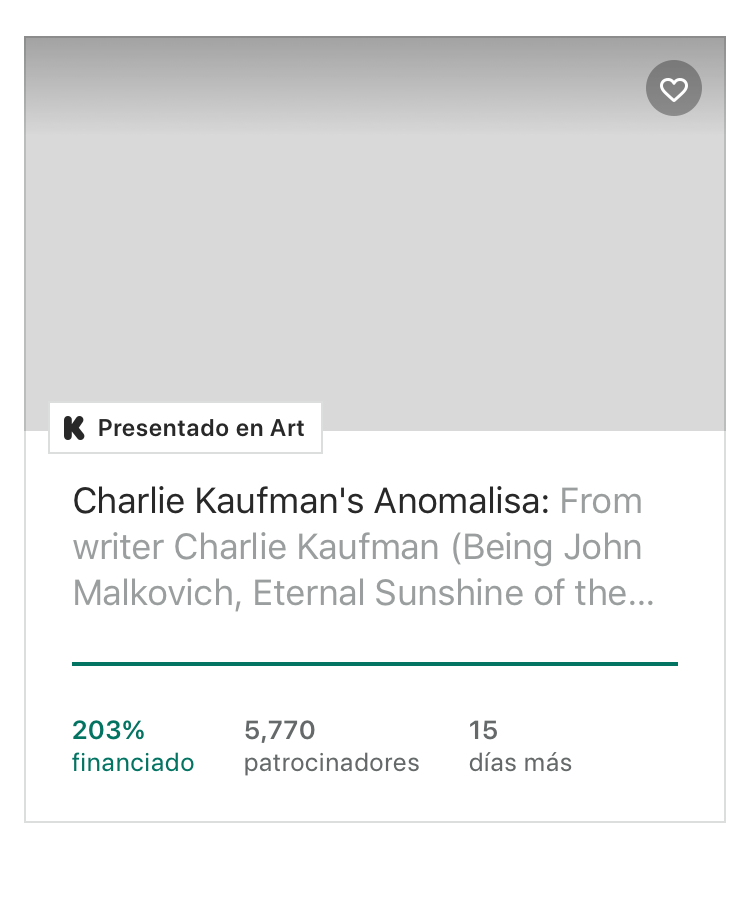 Presentado en Art
Charlie Kaufman's Anomalisa: From
writer Charlie Kaufman (Being John
Malkovich, Eternal Sunshine of the...
203%
financiado
5,770
patrocinadores
15
días más